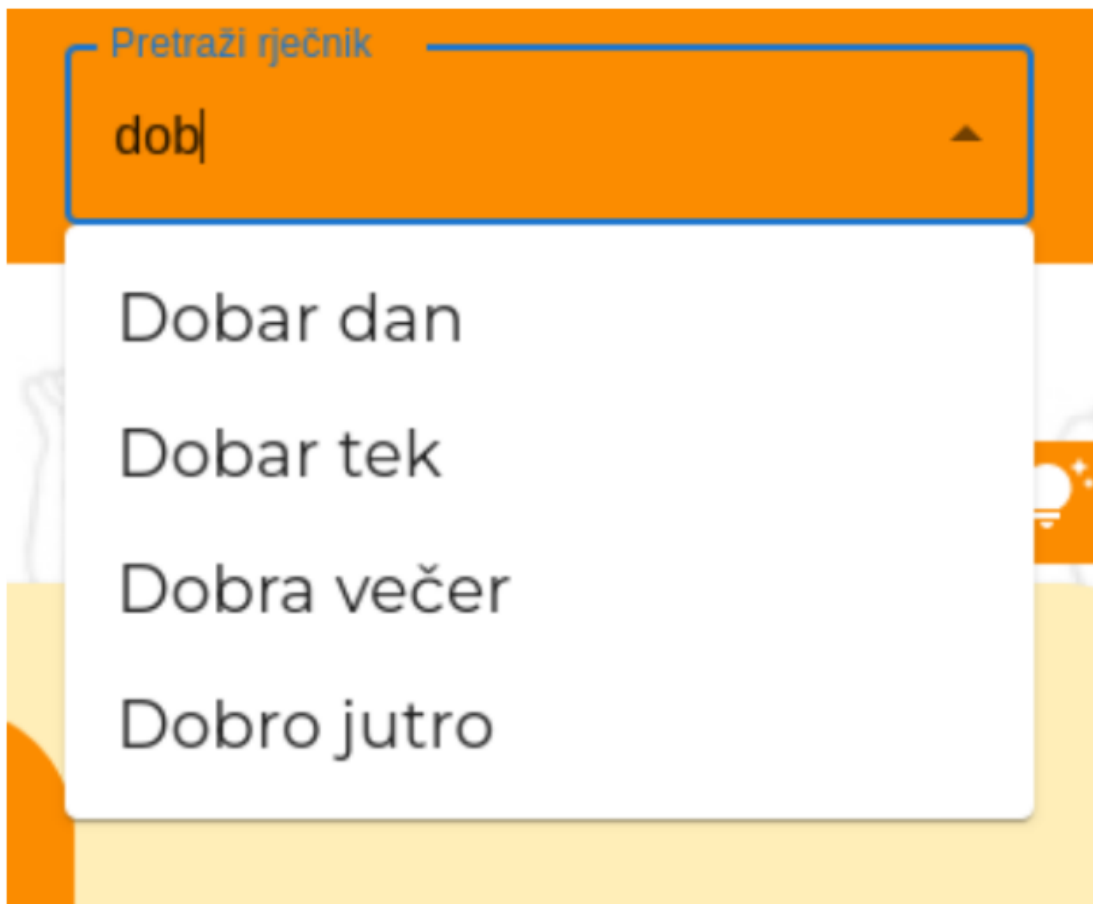 Pretraži rječnik
dob
Dobar dan
Dobar tek
Dobra večer
Dobro jutro